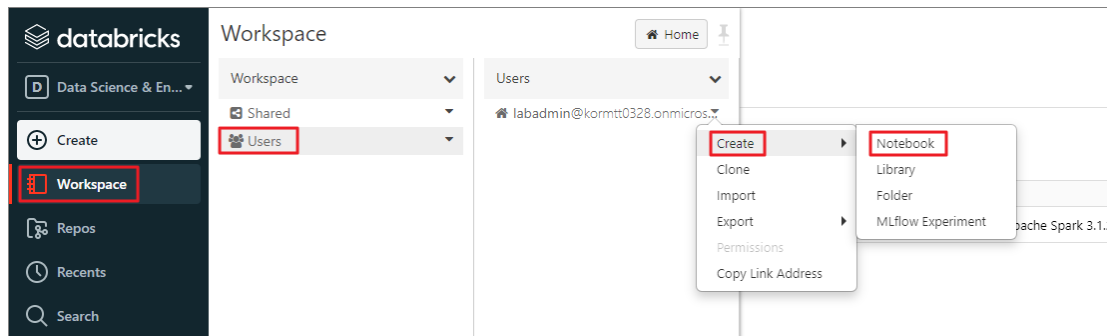 databricks
D Data Science & En...
Create
Workspace
Repos
Recents
Search
Workspace
Home
Workspace
Shared
Users
Users
labadmin@kormtt0328.onmicros...
Create
Clone
Import
Export
Permissions
Copy Link Address
Notebook
Library
Folder
MLflow Experiment
pache Spark 3.1..